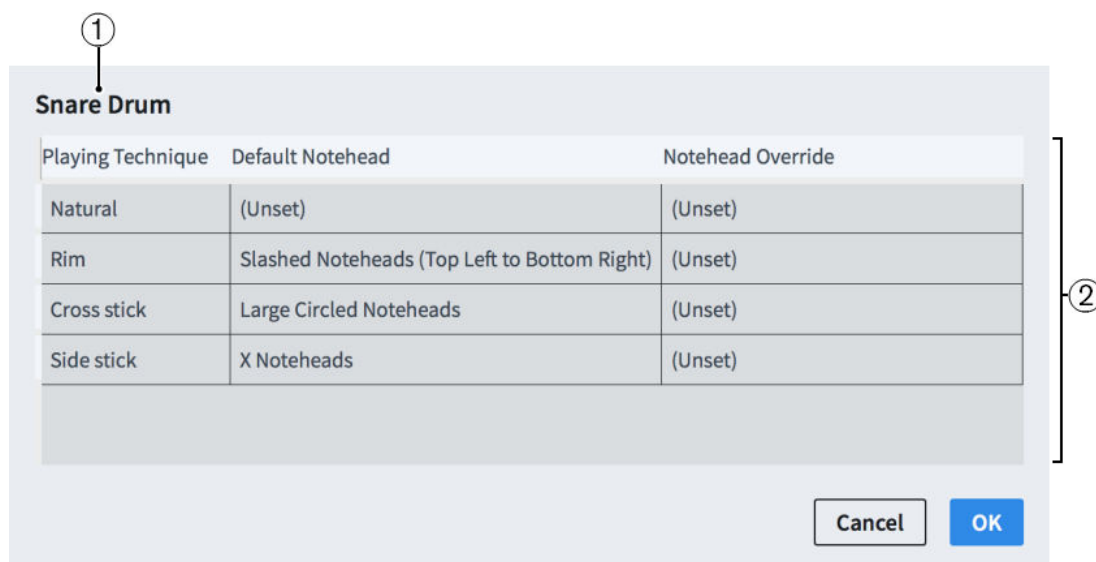 ①
Snare Drum
Playing Technique Default Notehead Notehead Override
Natural (Unset) (Unset)
Rim Slashed Noteheads (Top Left to Bottom Right) (Unset)
Cross stick Large Circled Noteheads (Unset)
②
Side stick X Noteheads (Unset)
Cancel OK